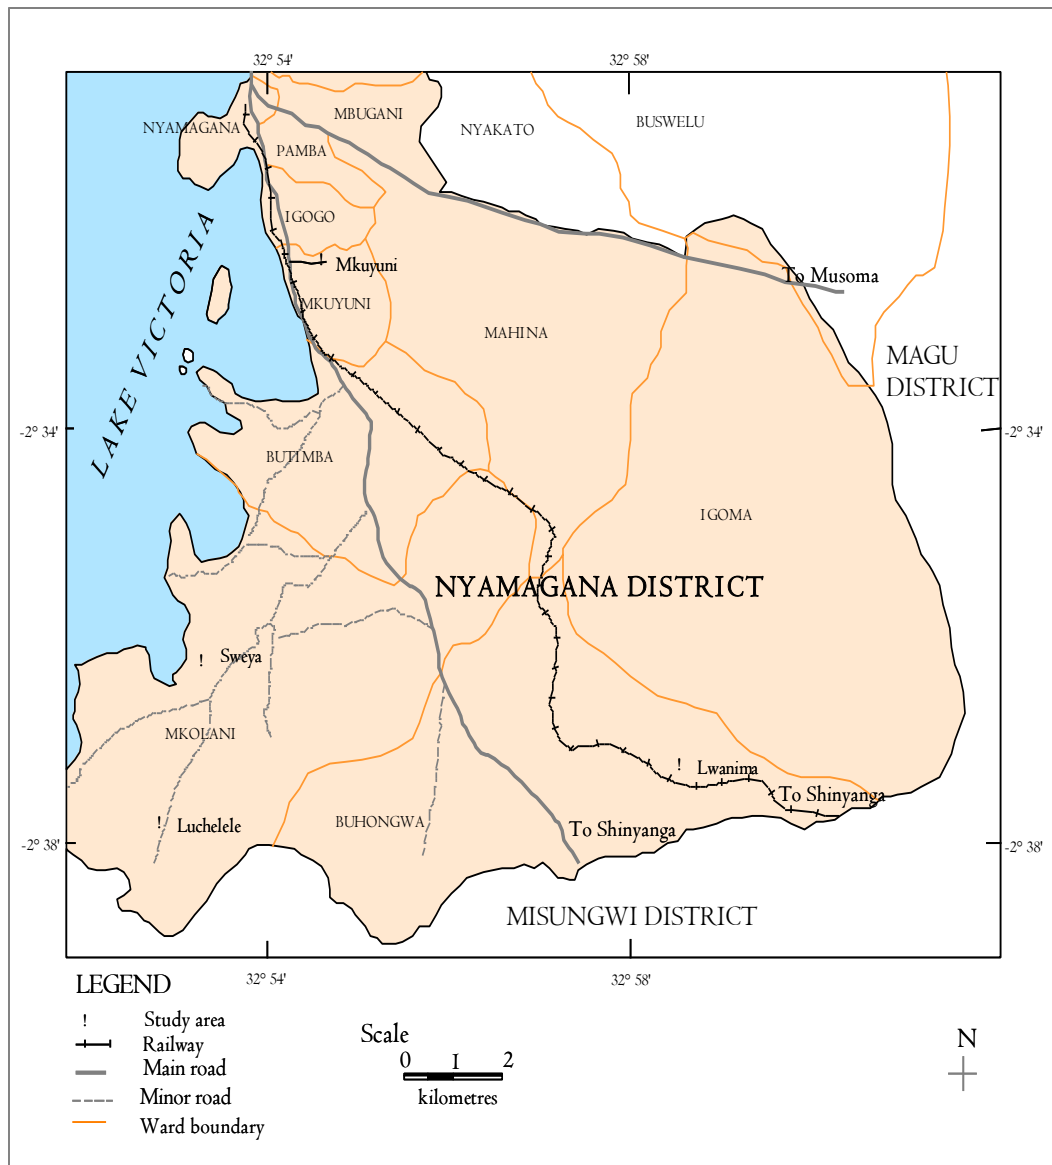 32° 54'
32° 58'
MBUGANI
NYAMAGANA
NYAKATO
BUSWELU
PAMBA
IGOGO
LAKE VICTORIA
! Mkuyuni
To Musoma
MKUYUNI
MAHINA
MAGU
DISTRICT
-2° 34'
-2° 34'
BUTIMBA
IGOMA
NYAMAGANA DISTRICT
! Sweya
MKOLANI
! Lwanima
To Shinyanga
! Luchelele
BUHONGWA
To Shinyanga
-2° 38'
-2° 38'
MISUNGWI DISTRICT
32° 54'
32° 58'
LEGEND
! Study area
Railway
Main road
Minor road
Ward boundary
Scale
0 1 2
kilometres
N